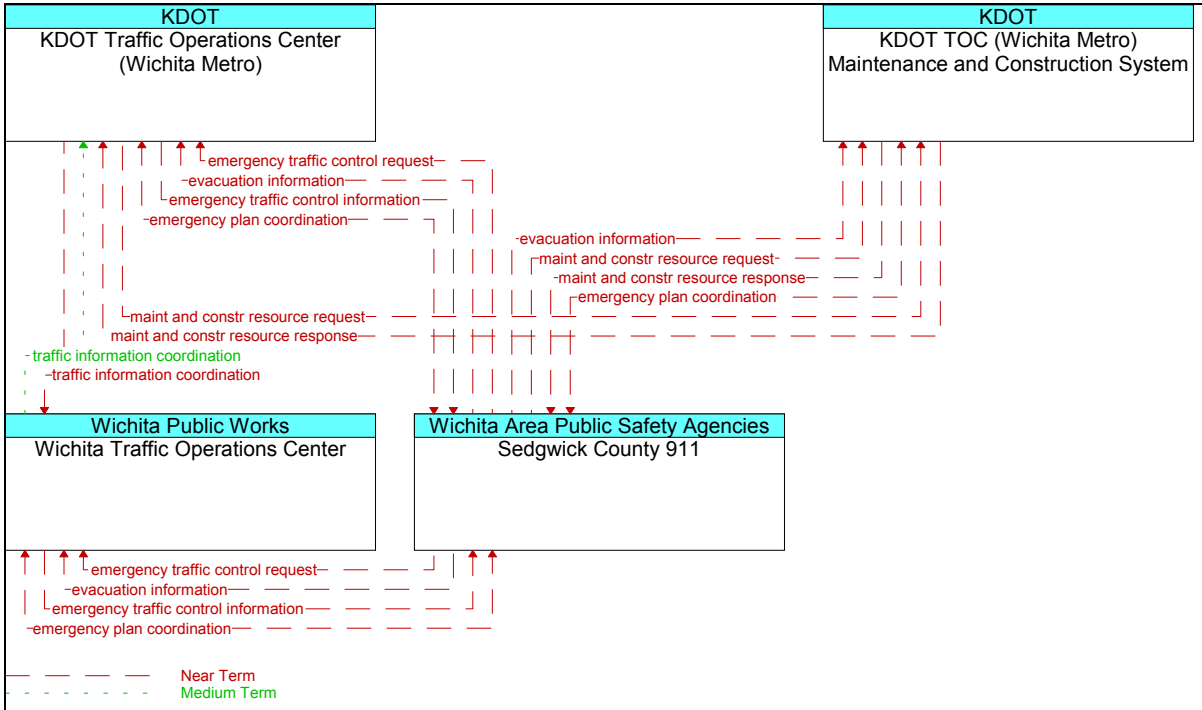 KDOT
KDOT Traffic Operations Center
(Wichita Metro)
KDOT
KDOT TOC (Wichita Metro)
Maintenance and Construction System
emergency traffic control request
evacuation information
emergency traffic control information
emergency plan coordination
evacuation information
maint and constr resource request
maint and constr resource response
emergency plan coordination
maint and constr resource request
maint and constr resource response
traffic information coordination
traffic information coordination
Wichita Public Works
Wichita Traffic Operations Center
Wichita Area Public Safety Agencies
Sedgwick County 911
emergency traffic control request
evacuation information
emergency traffic control information
emergency plan coordination
Near Term
Medium Term